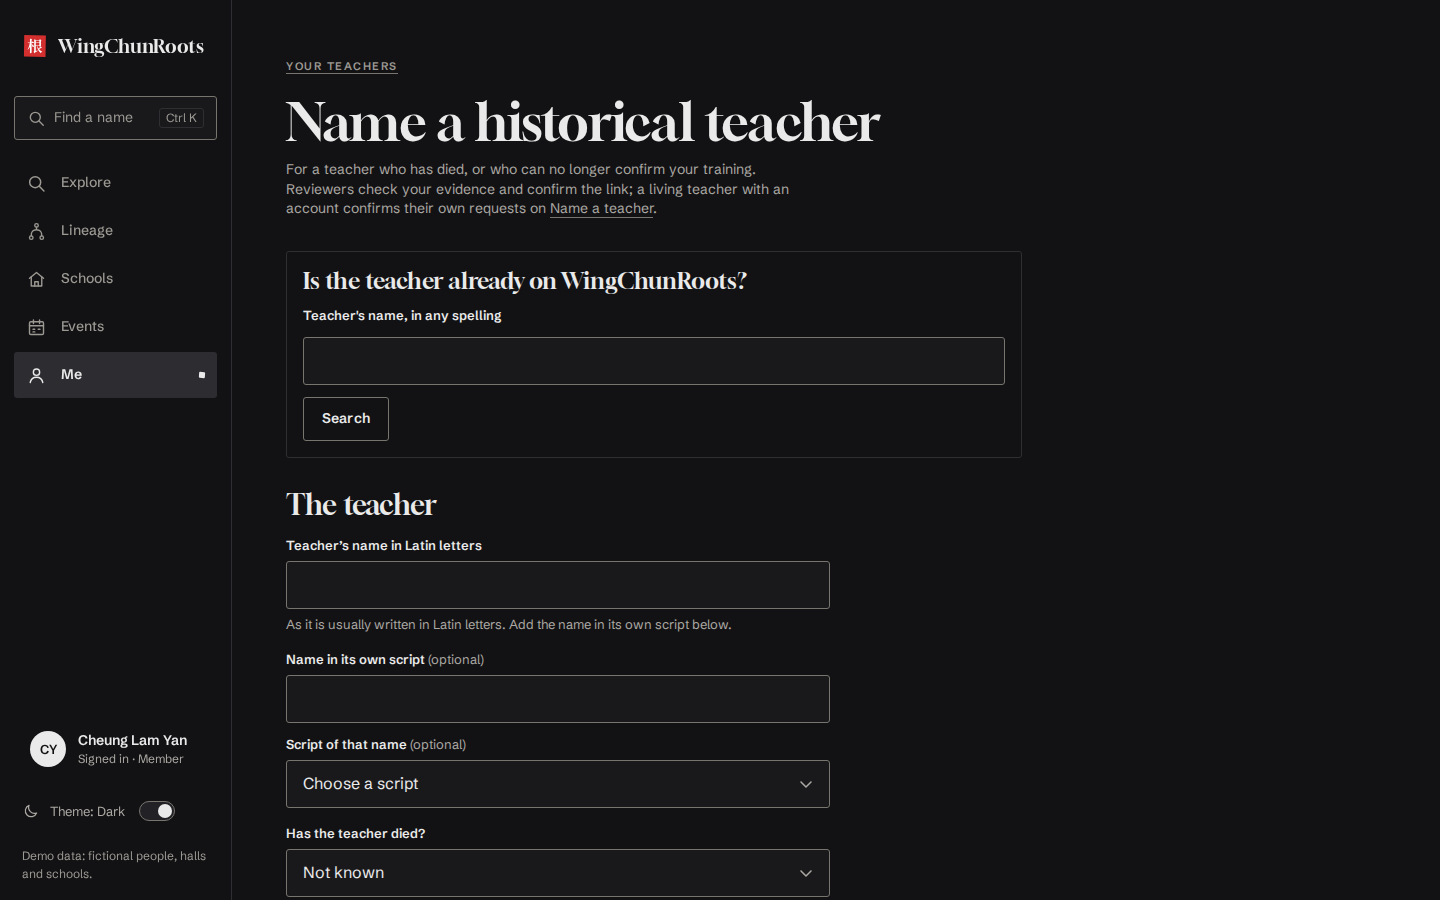 根 WingChunRoots
Find a name Ctrl K
Explore
Lineage
Schools
Events
Me
CY
Cheung Lam Yan
Signed in · Member
Theme: Dark
Demo data: fictional people, halls
and schools.
YOUR TEACHERS
Name a historical teacher
For a teacher who has died, or who can no longer confirm your training.
Reviewers check your evidence and confirm the link; a living teacher with an
account confirms their own requests on Name a teacher.
Is the teacher already on WingChunRoots?
Teacher's name, in any spelling
Search
The teacher
Teacher’s name in Latin letters
As it is usually written in Latin letters. Add the name in its own script below.
Name in its own script (optional)
Script of that name (optional)
Choose a script
Has the teacher died?
Not known